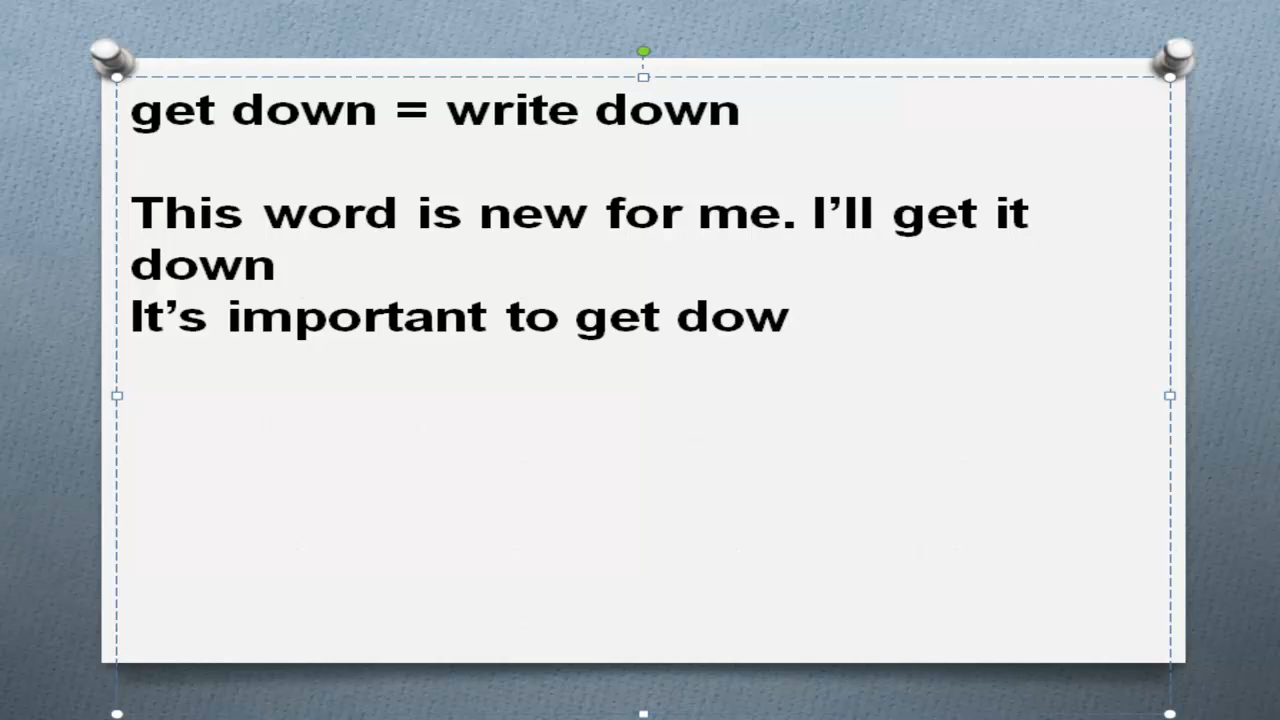 get down = write down
This word is new for me. I’ll get it
down
It’s important to get dow